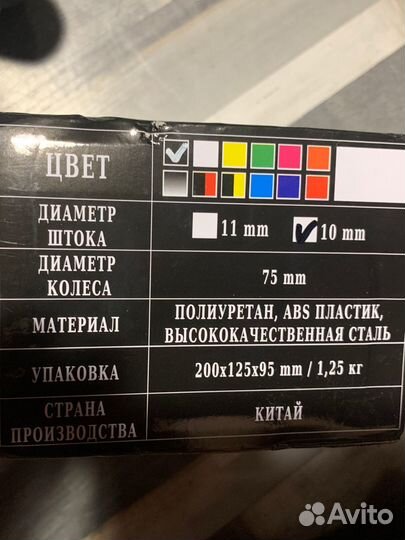 ЦВЕТ
ДИАМЕТР
ШТОКА
11 mm
10 mm
ДИАМЕТР
КОЛЕСА
75 mm
МАТЕРИАЛ
ПОЛИУРЕТАН, ABS ПЛАСТИК,
ВЫСОКОКАЧЕСТВЕННАЯ СТАЛЬ
УПАКОВКА
200x125x95 mm / 1,25 кг
СТРАНА
ПРОИЗВОДСТВА
КИТАЙ
Avito